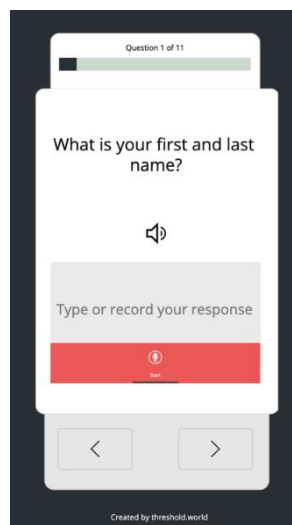 Question 1 of 11
What is your first and last
name?
Type or record your response
Start
Created by threshold.world